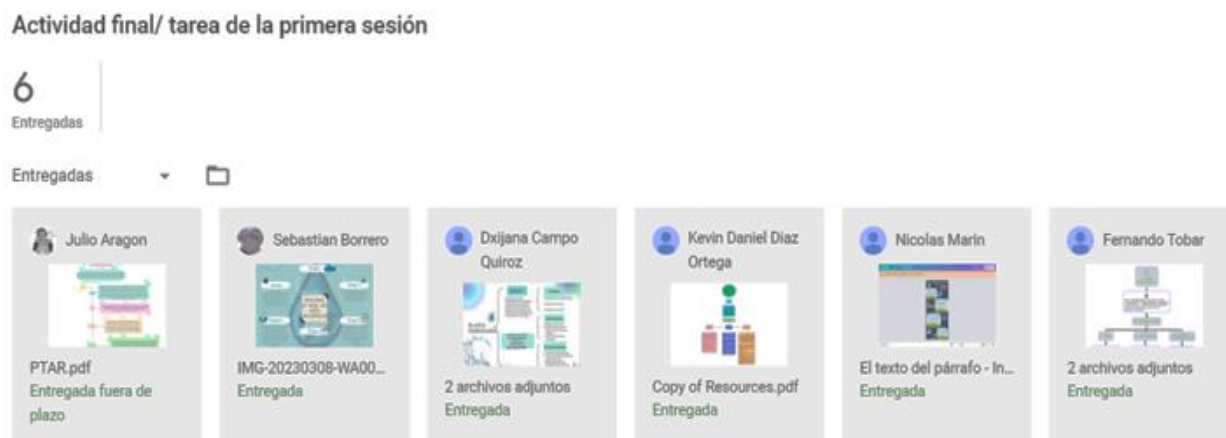 Actividad final/ tarea de la primera sesión
6
Entregadas
Entregadas
Julio Aragon
PTAR.pdf
Entregada fuera de
plazo
Sebastian Borrero
IMG-20230308-WA00...
Entregada
Dxijana Campo
Quiroz
2 archivos adjuntos
Entregada
Kevin Daniel Diaz
Ortega
Copy of Resources.pdf
Entregada
Nicolas Marin
El texto del párrafo - In...
Entregada
Fernando Tobar
2 archivos adjuntos
Entregada